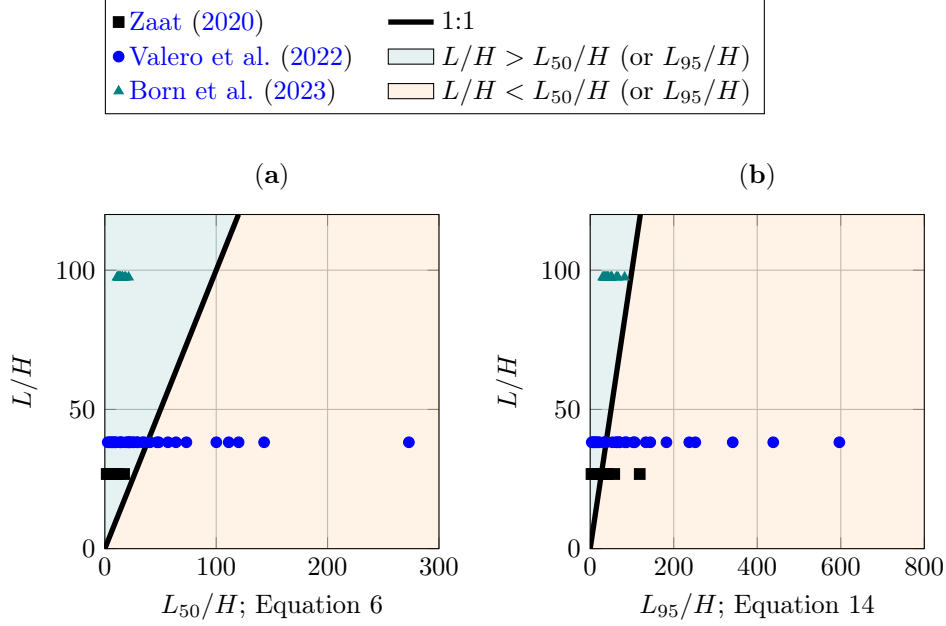 Zaat (2020)
1:1
Valero et al. (2022)
L/H > L50/H (or L95/H)
Born et al. (2023)
L/H < L50/H (or L95/H)
(a)
(b)
100
50
0
L/H
0 100 200 300
L50/H; Equation 6
100
50
0
L/H
0 200 400 600 800
L95/H; Equation 14